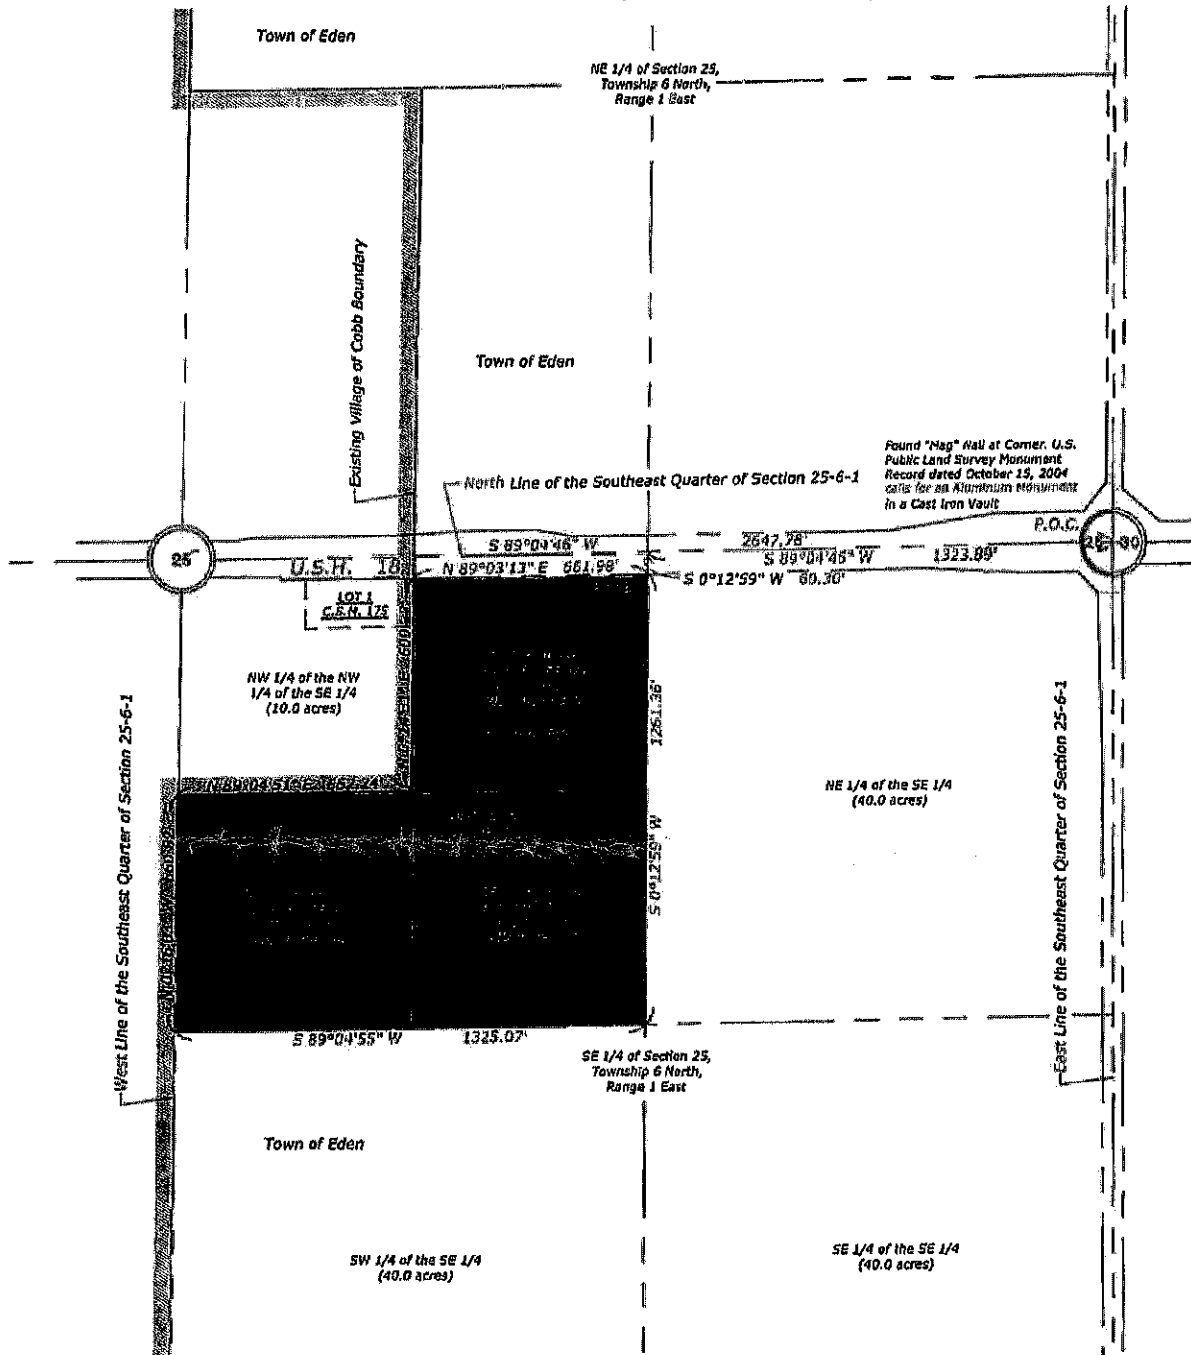 Town of Eden
NE 1/4 of Section 25,
Township 6 North,
Range 1 East
Existing Village of Cobb Boundary
Town of Eden
Found "Mag" Nail at Corner. U.S.
Public Land Survey Monument
Record dated October 15, 2004
calls for an Aluminum Monument
in a Cast Iron Vault
North Line of the Southeast Quarter of Section 25-6-1
P.O.C.
S 89°04'46" W
2647.78'
25
25
30
U.S.H. 18
N 89°03'13" E 661.98'
S 89°04'46" W 1323.89'
S 0°12'59" W 60.30'
LOT 1
C.S.M. 175
NW 1/4 of the NW
1/4 of the SE 1/4
(10.0 acres)
1261.36'
S 0°12'59" W
West Line of the Southeast Quarter of Section 25-6-1
East Line of the Southeast Quarter of Section 25-6-1
N 89°04'51" E
NE 1/4 of the SE 1/4
(40.0 acres)
S 89°04'55" W 1325.07'
SE 1/4 of Section 25,
Township 6 North,
Range 1 East
Town of Eden
SW 1/4 of the SE 1/4
(40.0 acres)
SE 1/4 of the SE 1/4
(40.0 acres)